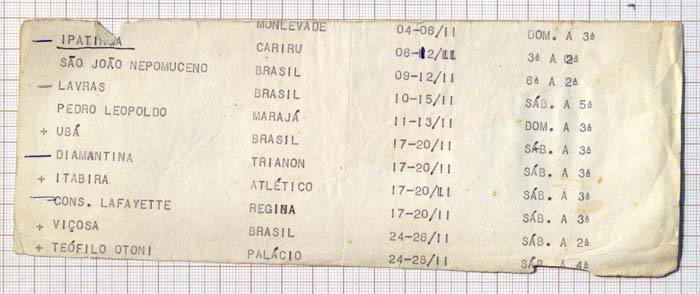 MONLEVADE 04-06/11 DOM. A 3ª
— IPATINGA CARIRU 06-12/11 3ª A 2ª
SÃO JOÃO NEPOMUCENO BRASIL 09-12/11 6ª A 2ª
— LAVRAS BRASIL 10-15/11 SÁB. A 5ª
PEDRO LEOPOLDO MARAJÁ 11-13/11 DOM. A 3ª
+ UBÁ BRASIL 17-20/11 SÁB. A 3ª
— DIAMANTINA TRIANON 17-20/11 SÁB. A 3ª
+ ITABIRA ATLÉTICO 17-20/11 SÁB. A 3ª
— CONS. LAFAYETTE REGINA 17-20/11 SÁB. A 3ª
+ VIÇOSA BRASIL 24-26/11 SÁB. A 2ª
+ TEÓFILO OTONI PALÁCIO 24-28/11 SÁB. A 4ª